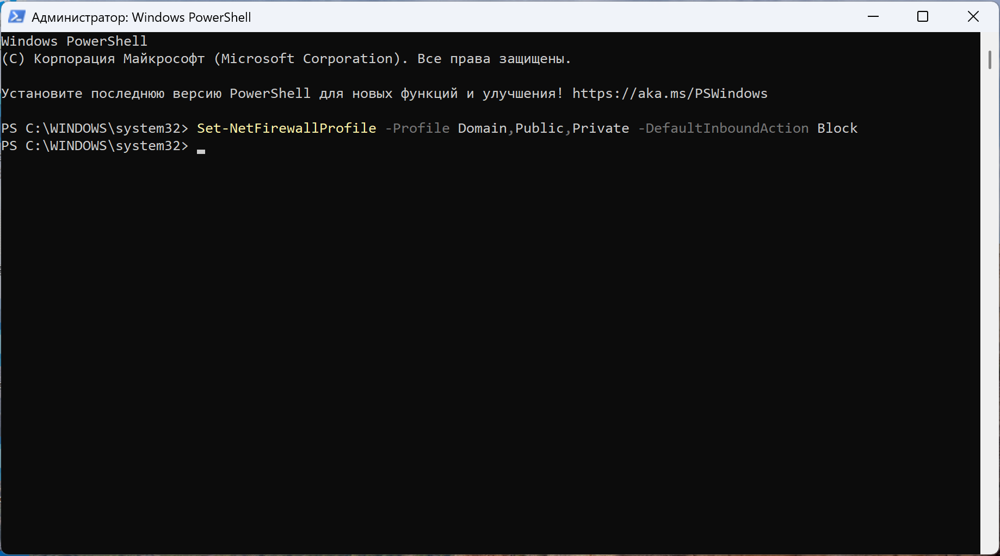 Администратор: Windows PowerShell
Windows PowerShell
(C) Корпорация Майкрософт (Microsoft Corporation). Все права защищены.
Установите последнюю версию PowerShell для новых функций и улучшения! https://aka.ms/PSWindows
PS C:\WINDOWS\system32> Set-NetFirewallProfile -Profile Domain,Public,Private -DefaultInboundAction Block
PS C:\WINDOWS\system32>